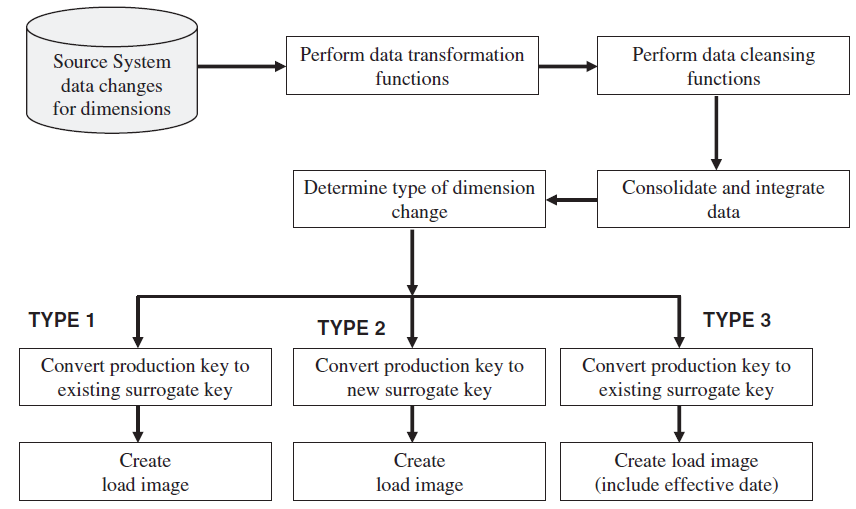 Source System
data changes
for dimensions
Perform data transformation
functions
Perform data cleansing
functions
Determine type of dimension
change
Consolidate and integrate
data
TYPE 1
TYPE 2
TYPE 3
Convert production key to
existing surrogate key
Convert production key to
new surrogate key
Convert production key to
existing surrogate key
Create
load image
Create
load image
Create load image
(include effective date)